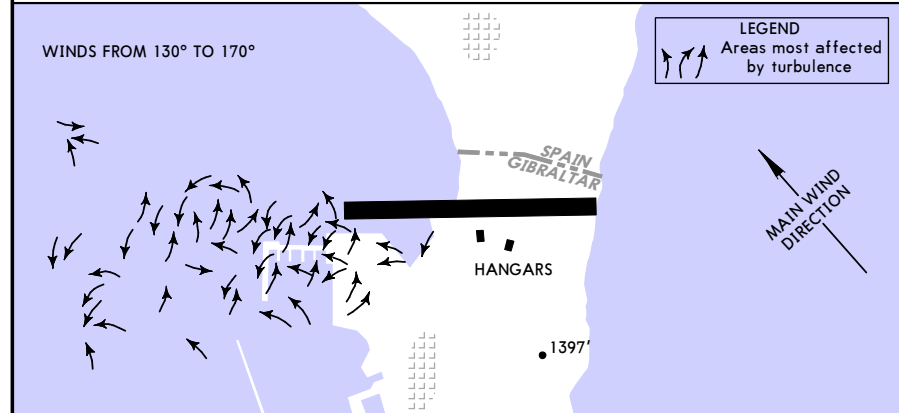 WINDS FROM 130° TO 170°
LEGEND
Areas most affected
by turbulence
SPAIN
GIBRALTAR
MAIN WIND
DIRECTION
HANGARS
1397'